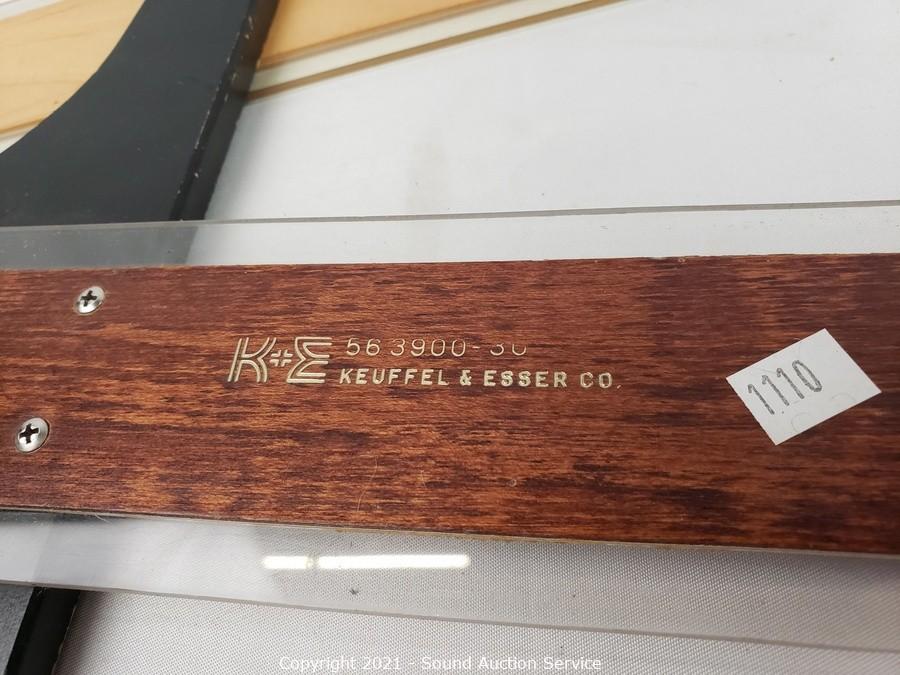 K+E 56 3900-30
KEUFFEL & ESSER CO.
1110
Copyright 2021 - Sound Auction Service